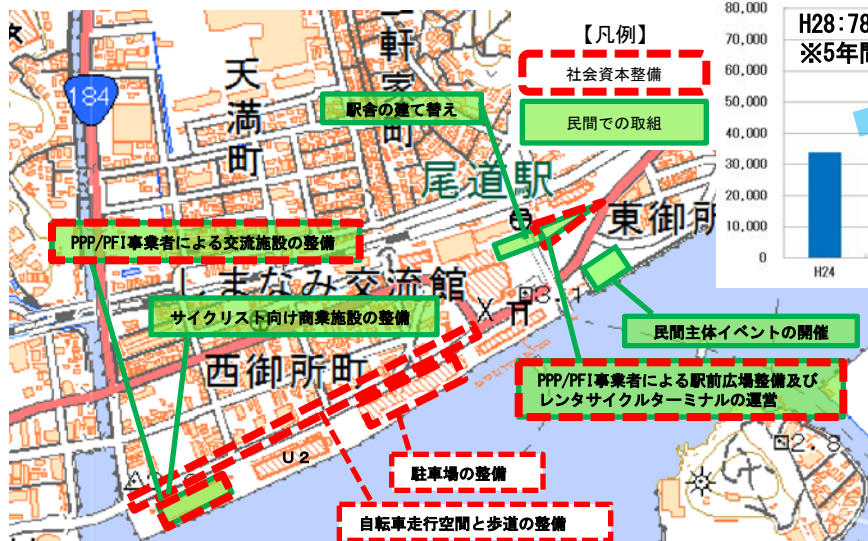 【凡例】
社会資本整備
民間での取組
80,000
70,000
60,000
50,000
40,000
30,000
20,000
10,000
0
H24
H28:78
※5年間
184
天満町
三軒家町
駅舎の建て替え
尾道駅
東御所
PPP/PFI事業者による交流施設の整備
しまなみ交流館
サイクリスト向け商業施設の整備
3.1
民間主体イベントの開催
西御所町
PPP/PFI事業者による駅前広場整備及び
レンタサイクルターミナルの運営
U2
駐車場の整備
2.8
自転車走行空間と歩道の整備